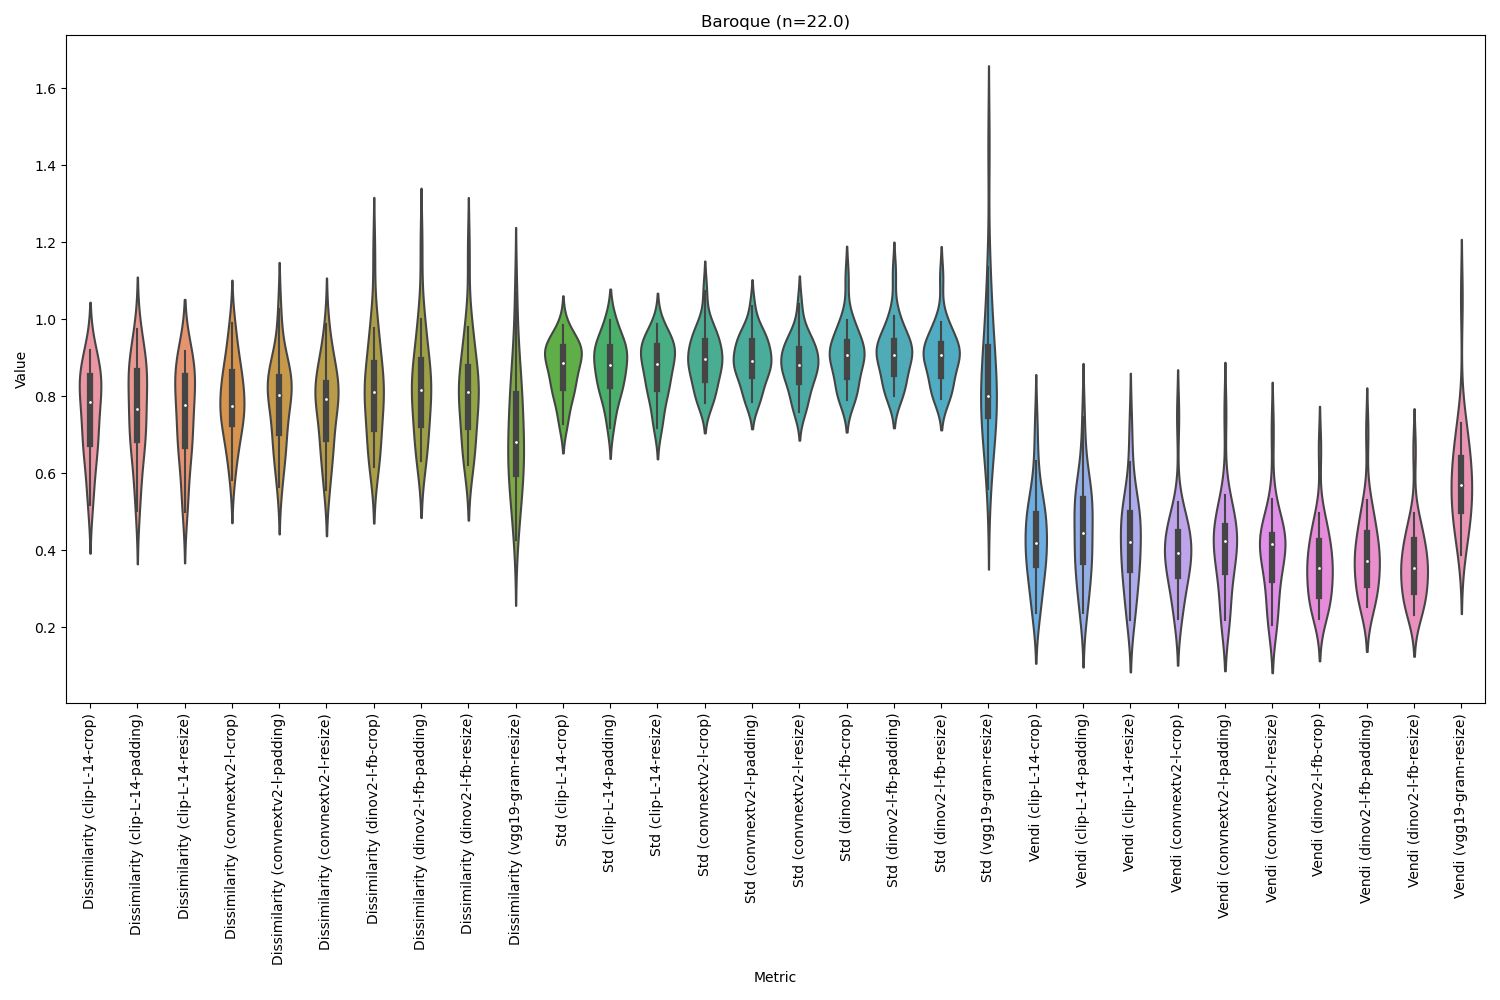 Baroque (n=22.0)
Value
1.6
1.4
1.2
1.0
0.8
0.6
0.4
0.2
Dissimilarity (clip-L-14-crop)
Dissimilarity (clip-L-14-padding)
Dissimilarity (clip-L-14-resize)
Dissimilarity (convnextv2-l-crop)
Dissimilarity (convnextv2-l-padding)
Dissimilarity (convnextv2-l-resize)
Dissimilarity (dinov2-l-fb-crop)
Dissimilarity (dinov2-l-fb-padding)
Dissimilarity (dinov2-l-fb-resize)
Dissimilarity (vgg19-gram-resize)
Std (clip-L-14-crop)
Std (clip-L-14-padding)
Std (clip-L-14-resize)
Std (convnextv2-l-crop)
Std (convnextv2-l-padding)
Std (convnextv2-l-resize)
Std (dinov2-l-fb-crop)
Std (dinov2-l-fb-padding)
Std (dinov2-l-fb-resize)
Std (vgg19-gram-resize)
Vendi (clip-L-14-crop)
Vendi (clip-L-14-padding)
Vendi (clip-L-14-resize)
Vendi (convnextv2-l-crop)
Vendi (convnextv2-l-padding)
Vendi (convnextv2-l-resize)
Vendi (dinov2-l-fb-crop)
Vendi (dinov2-l-fb-padding)
Vendi (dinov2-l-fb-resize)
Vendi (vgg19-gram-resize)
Metric